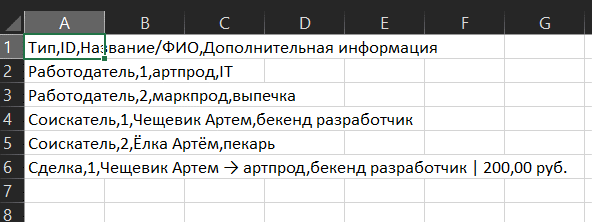 A B C D E F G
1 Тип,ID,Название/ФИО,Дополнительная информация
2 Работодатель,1,артпрод,IT
3 Работодатель,2,маркпрод,выпечка
4 Соискатель,1,Чещевик Артем,бекенд разработчик
5 Соискатель,2,Ёлка Артём,пекарь
6 Сделка,1,Чещевик Артем → артпрод,бекенд разработчик | 200,00 руб.
7
8